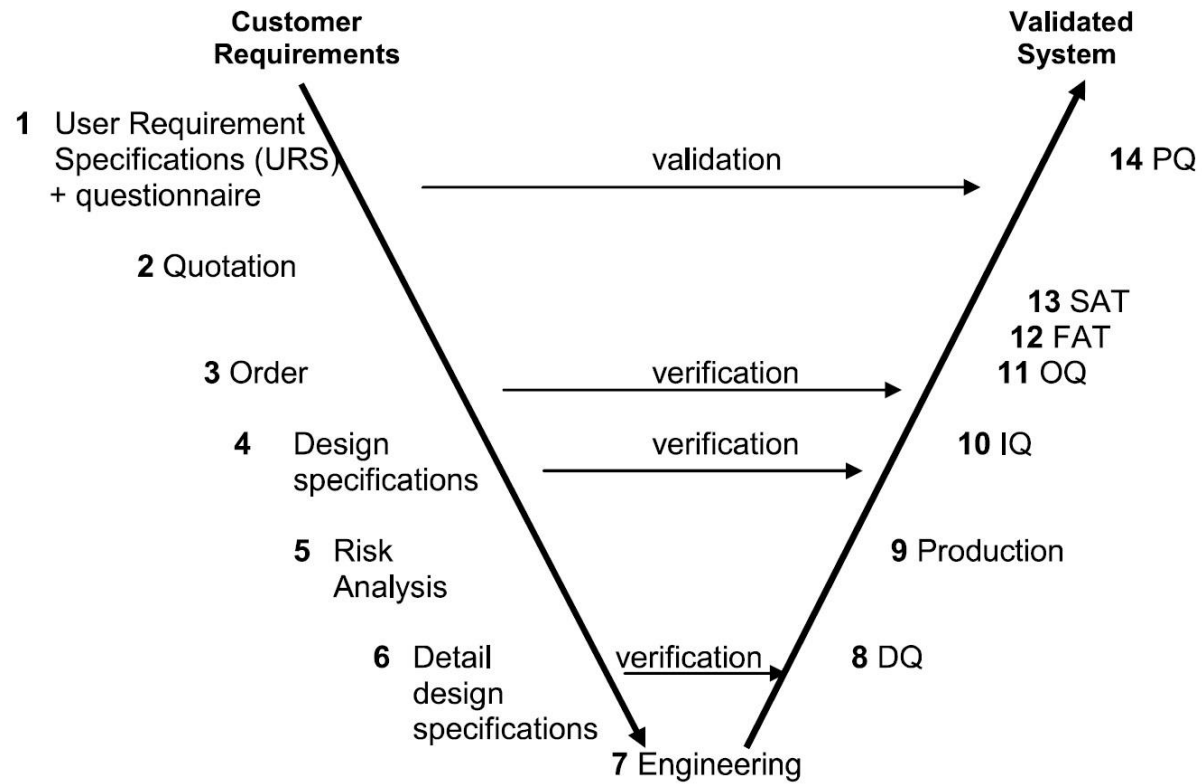 Customer
Requirements
Validated
System
1 User Requirement
Specifications (URS)
+ questionnaire
validation
14 PQ
2 Quotation
13 SAT
12 FAT
3 Order
verification
11 OQ
4 Design
specifications
verification
10 IQ
5 Risk
Analysis
9 Production
6 Detail
design
specifications
verification
8 DQ
7 Engineering